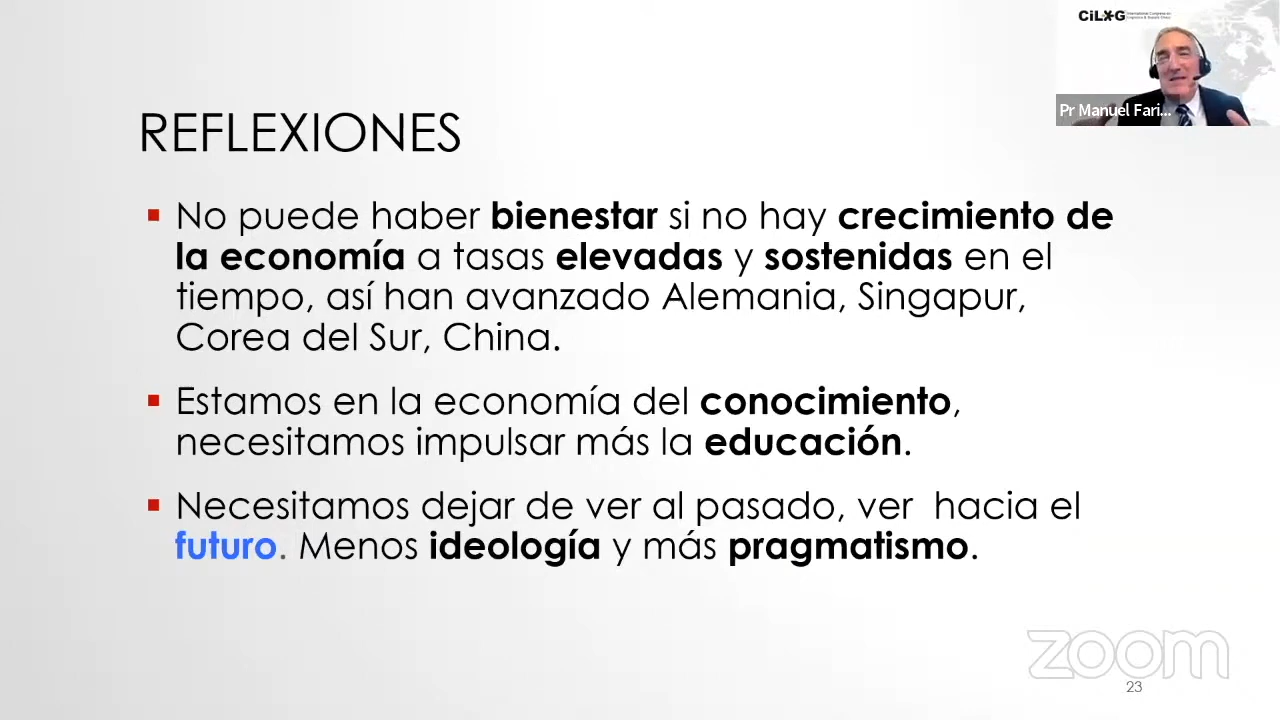 CiLXG
REFLEXIONES
Pr Manuel Fari...
No puede haber bienestar si no hay crecimiento de
la economía a tasas elevadas y sostenidas en el
tiempo, así han avanzado Alemania, Singapur,
Corea del Sur, China.
Estamos en la economía del conocimiento,
necesitamos impulsar más la educación.
Necesitamos dejar de ver al pasado, ver  hacia el
futuro. Menos ideología y más pragmatismo.
zoom
23